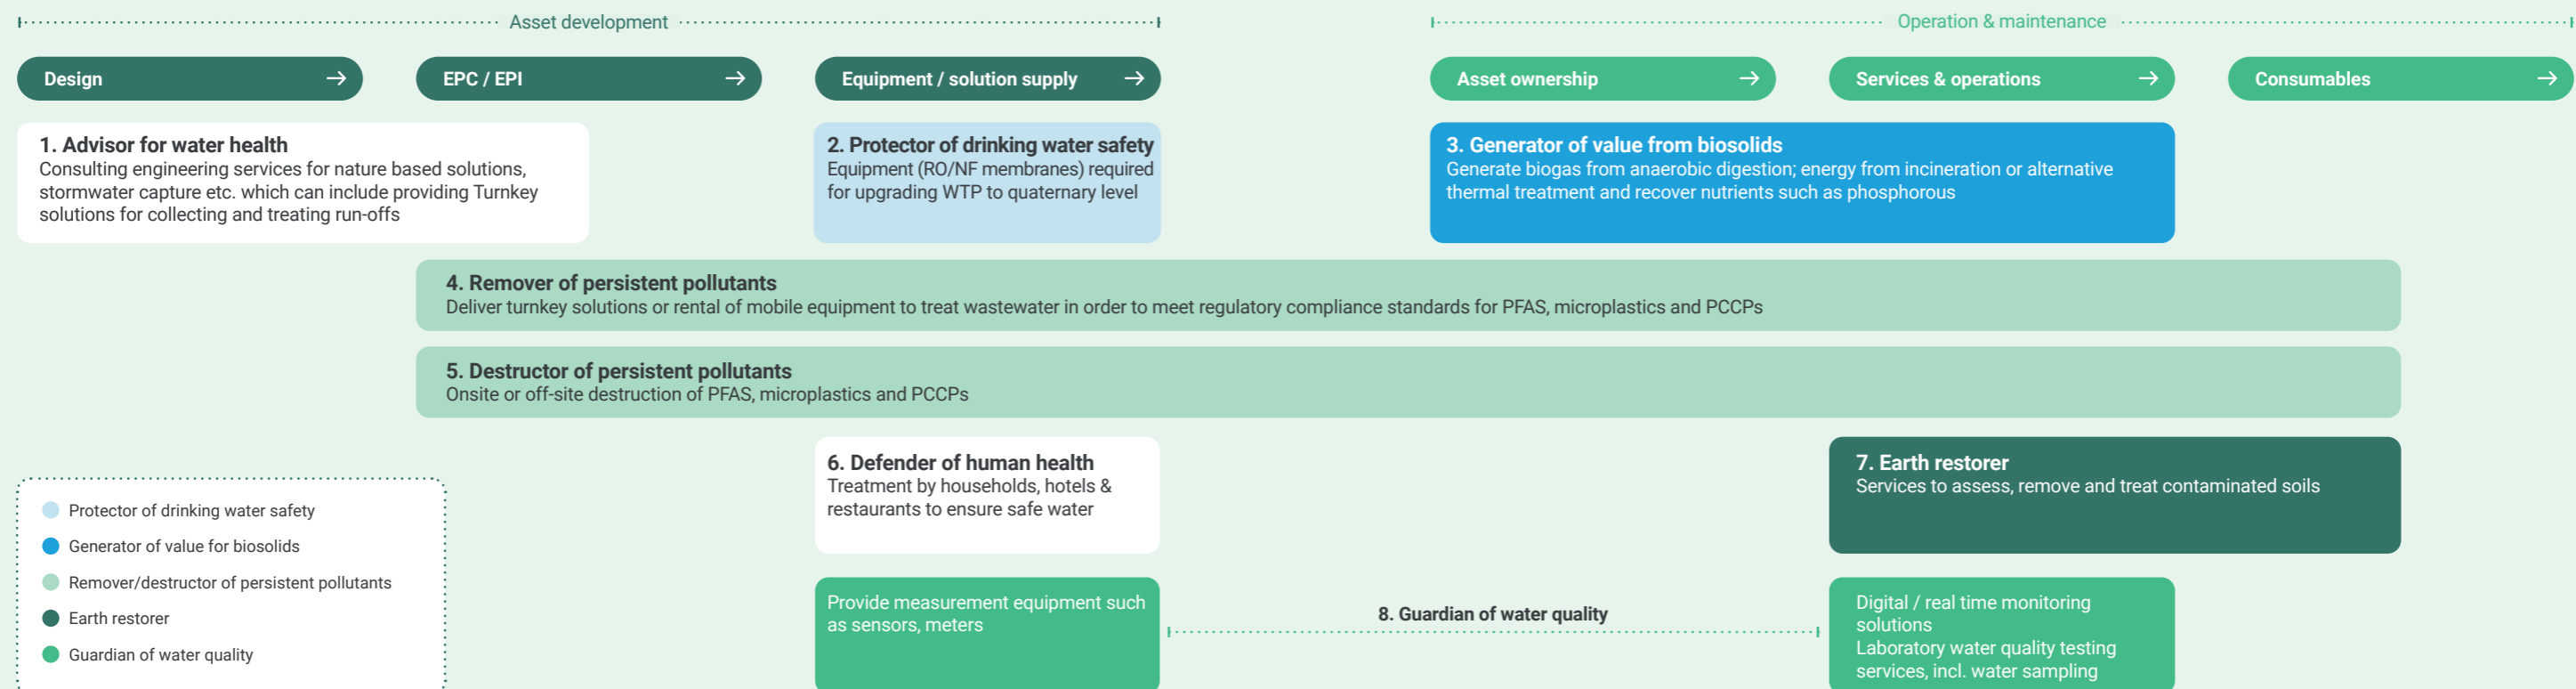 Asset development
Operation & maintenance
Design
EPC / EPI
Equipment / solution supply
Asset ownership
Services & operations
Consumables
1. Advisor for water health
Consulting engineering services for nature based solutions,
stormwater capture etc. which can include providing Turnkey
solutions for collecting and treating run-offs
2. Protector of drinking water safety
Equipment (RO/NF membranes) required
for upgrading WTP to quaternary level
3. Generator of value from biosolids
Generate biogas from anaerobic digestion; energy from incineration or alternative
thermal treatment and recover nutrients such as phosphorous
4. Remover of persistent pollutants
Deliver turnkey solutions or rental of mobile equipment to treat wastewater in order to meet regulatory compliance standards for PFAS, microplastics and PCCPs
5. Destructor of persistent pollutants
Onsite or off-site destruction of PFAS, microplastics and PCCPs
6. Defender of human health
Treatment by households, hotels &
restaurants to ensure safe water
7. Earth restorer
Services to assess, remove and treat contaminated soils
Protector of drinking water safety
Generator of value for biosolids
Remover/destructor of persistent pollutants
Earth restorer
Guardian of water quality
Provide measurement equipment such
as sensors, meters
8. Guardian of water quality
Digital / real time monitoring
solutions
Laboratory water quality testing
services, incl. water sampling